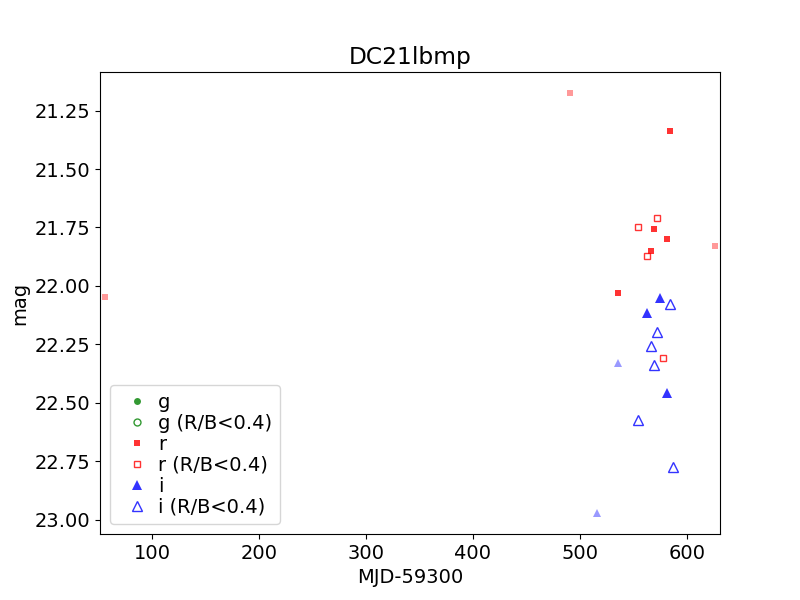 DC21lbmp
21.25
21.50
21.75
22.00
22.25
22.50
22.75
23.00
mag
g
g (R/B<0.4)
r
r (R/B<0.4)
i
i (R/B<0.4)
100 200 300 400 500 600
MJD-59300